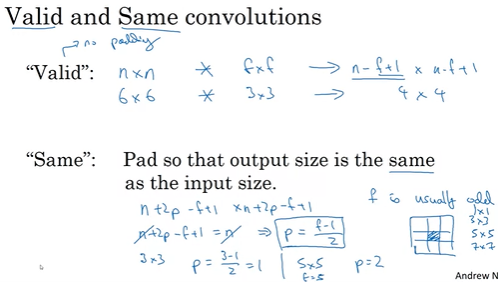 Valid and Same convolutions
→ no padding
“Valid”: n×n * f×f → n-f+1 × n-f+1
6×6 * 3×3 → 4 × 4
“Same”: Pad so that output size is the same
as the input size.
n+2p-f+1 × n+2p-f+1
n+2p-f+1 = n ⇒ p = (f-1)/2
3×3 p = (3-1)/2 = 1 | 5×5 f=5 p=2
f is usually odd
1×1
3×3
5×5
7×7
Andrew N